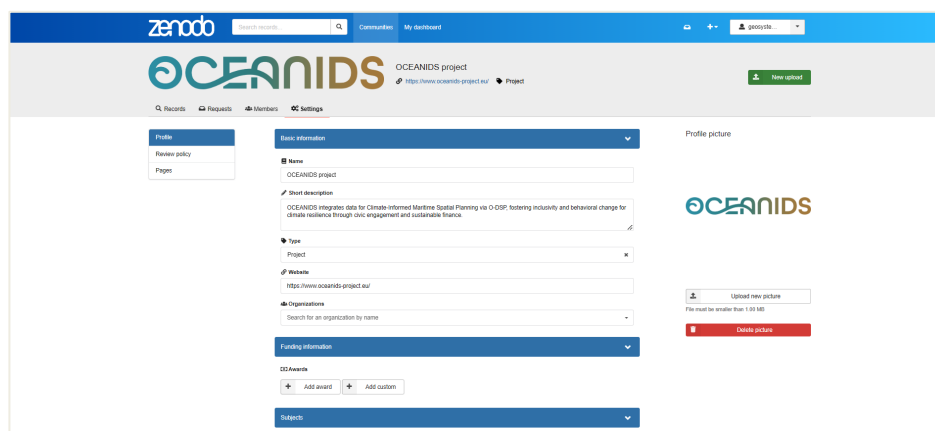 zenodo
Search records...
Communities
My dashboard
geosyste...
OCEANIDS
OCEANIDS project
https://www.oceanids-project.eu/ Project
New upload
Records Requests Members Settings
Profile
Review policy
Pages
Basic information
Name
OCEANIDS project
Short description
OCEANIDS integrates data for Climate-Informed Maritime Spatial Planning via O-DSP, fostering inclusivity and behavioral change for
climate resilience through civic engagement and sustainable finance.
Type
Project
Website
https://www.oceanids-project.eu/
Organizations
Search for an organization by name
Funding information
Awards
Add award
Add custom
Subjects
Profile picture
OCEANIDS
Upload new picture
File must be smaller than 1.00 MB
Delete picture